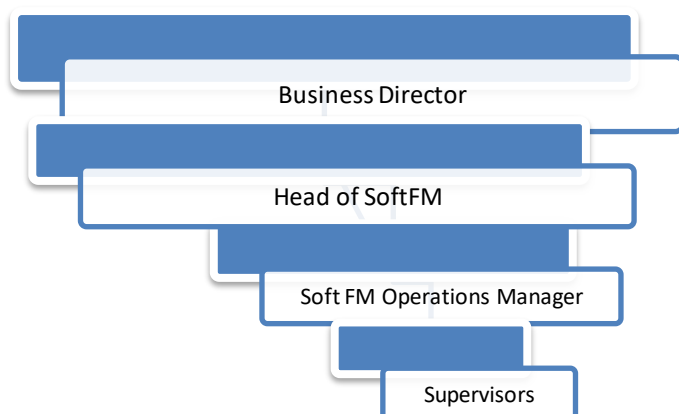 Business Director
Head of SoftFM
Soft FM Operations Manager
Supervisors